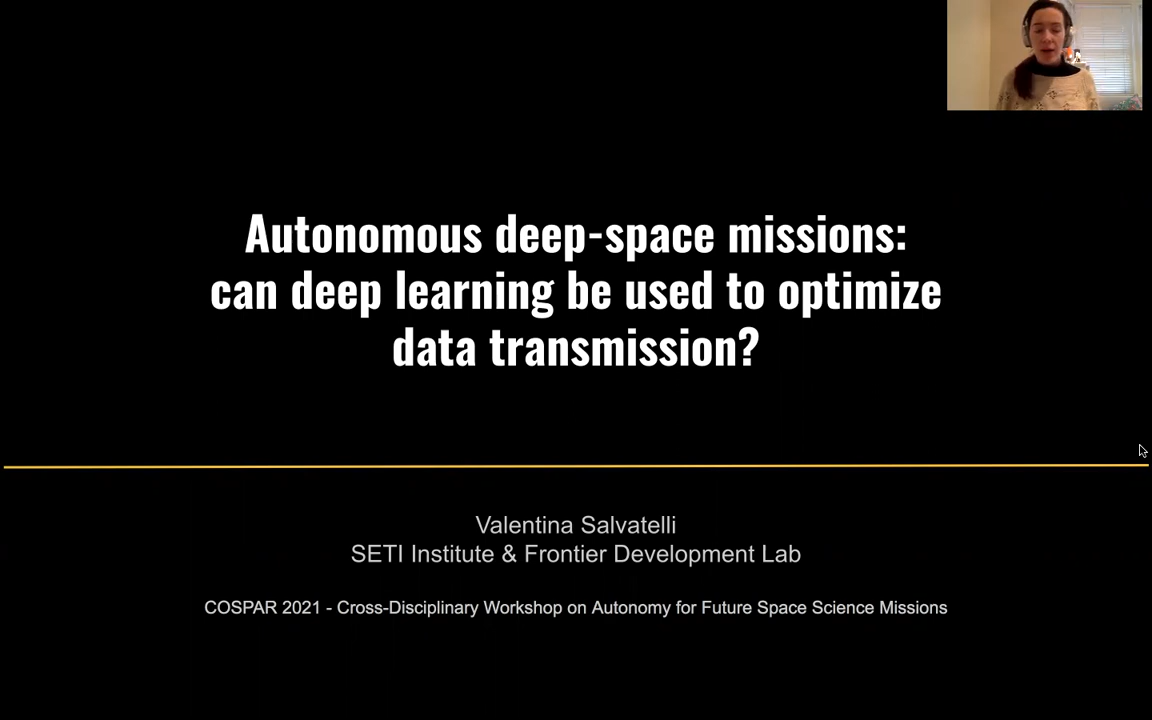 Autonomous deep-space missions:
can deep learning be used to optimize
data transmission?
Valentina Salvatelli
SETI Institute & Frontier Development Lab
COSPAR 2021 - Cross-Disciplinary Workshop on Autonomy for Future Space Science Missions